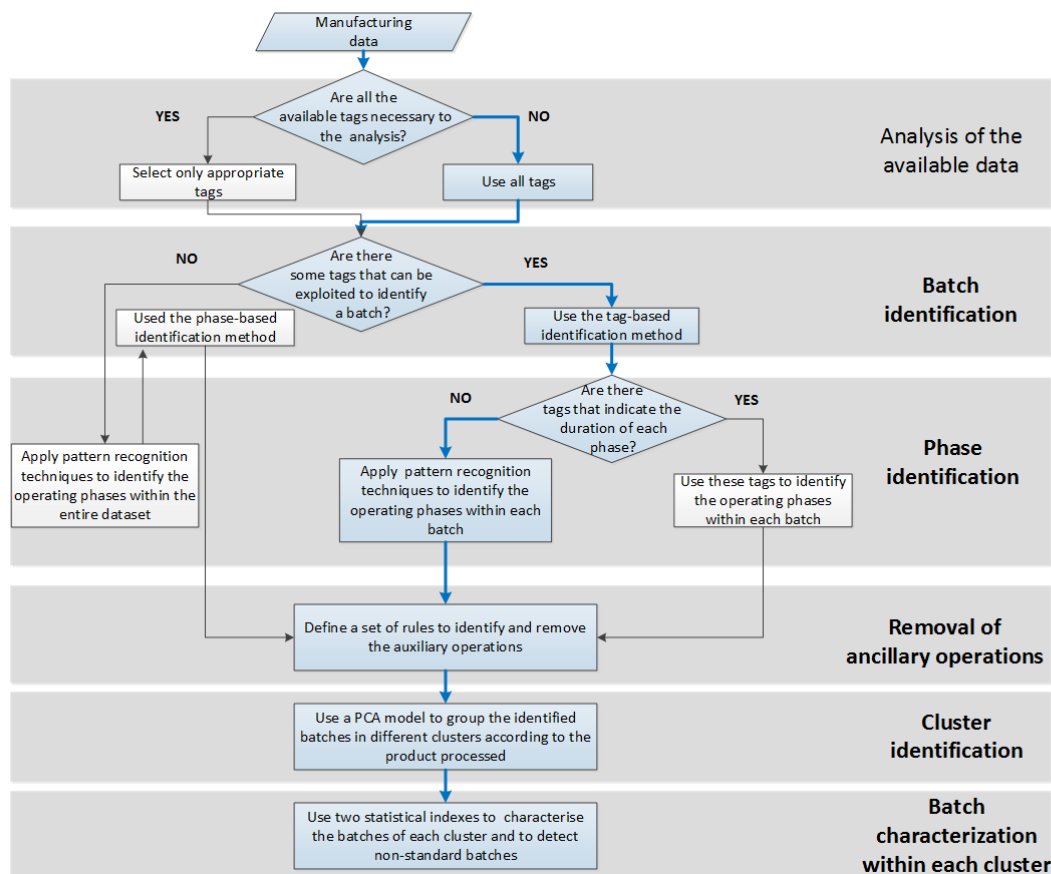 Manufacturing
data
Are all the
available tags necessary to
the analysis?
YES
NO
Select only appropriate
tags
Use all tags
Analysis of the
available data
Are there
some tags that can be
exploited to identify
a batch?
NO
YES
Used the phase-based
identification method
Use the tag-based
identification method
Batch
identification
Are there
tags that indicate the
duration of each
phase?
NO
YES
Apply pattern recognition
techniques to identify the
operating phases within the
entire dataset
Apply pattern recognition
techniques to identify the
operating phases within each
batch
Use these tags to identify
the operating phases
within each batch
Phase
identification
Define a set of rules to identify and remove
the auxiliary operations
Removal of
ancillary operations
Use a PCA model to group the identified
batches in different clusters according to the
product processed
Cluster
identification
Use two statistical indexes to characterise
the batches of each cluster and to detect
non-standard batches
Batch
characterization
within each cluster